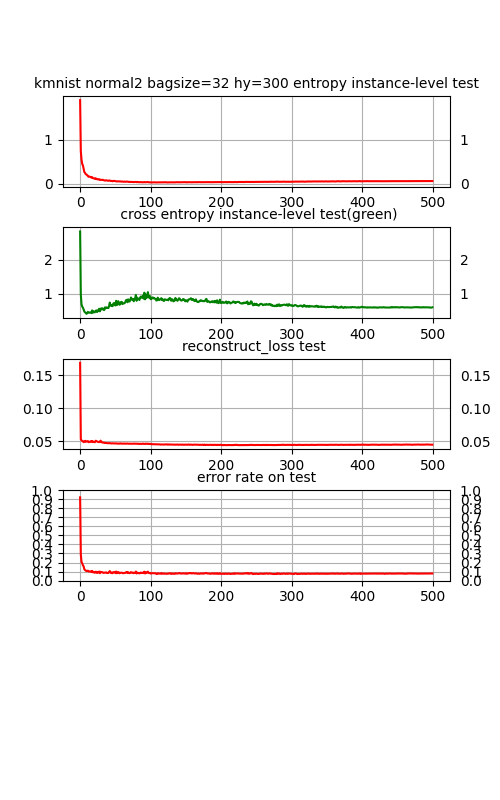 kmnist normal2 bagsize=32 hy=300 entropy instance-level test
1 1
0 0
0 100 200 300 400 500
cross entropy instance-level test(green)
2 2
1 1
0 100 200 300 400 500
reconstruct_loss test
0.15 0.15
0.10 0.10
0.05 0.05
0 100 200 300 400 500
error rate on test
1.0 1.0
0.9 0.9
0.8 0.8
0.7 0.7
0.6 0.6
0.5 0.5
0.4 0.4
0.3 0.3
0.2 0.2
0.1 0.1
0.0 0.0
0 100 200 300 400 500